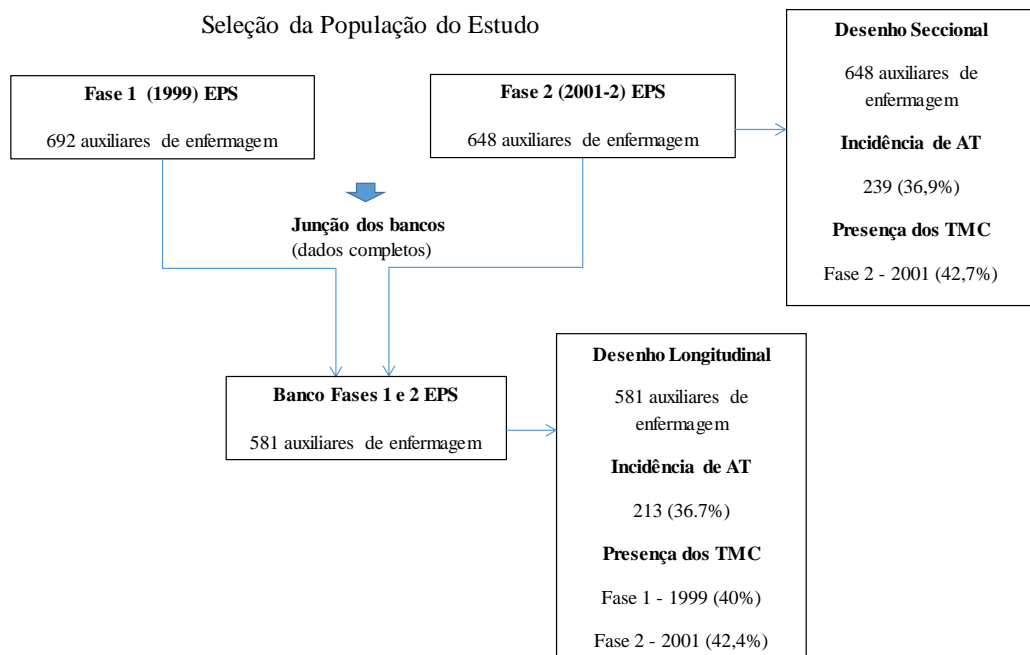 Seleção da População do Estudo
Fase 1 (1999) EPS
692 auxiliares de enfermagem
Fase 2 (2001-2) EPS
648 auxiliares de enfermagem
Desenho Seccional
648 auxiliares de
enfermagem
Incidência de AT
239 (36,9%)
Presença dos TMC
Fase 2 - 2001 (42,7%)
Junção dos bancos
(dados completos)
Banco Fases 1 e 2 EPS
581 auxiliares de enfermagem
Desenho Longitudinal
581 auxiliares de
enfermagem
Incidência de AT
213 (36.7%)
Presença dos TMC
Fase 1 - 1999 (40%)
Fase 2 - 2001 (42,4%)